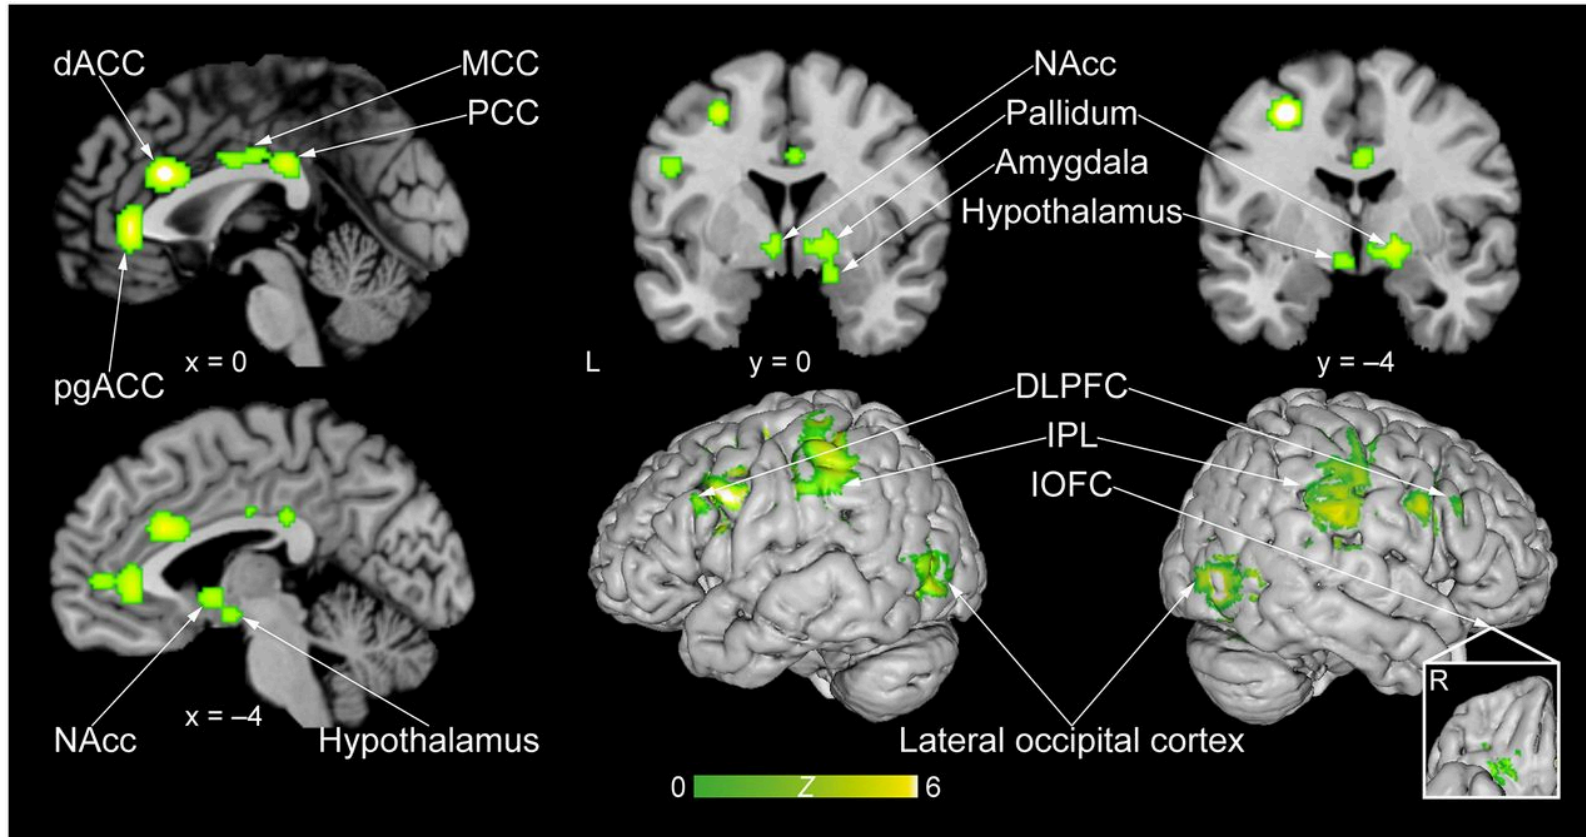 dACC
MCC
PCC
pgACC
x = 0
NAcc
Pallidum
Amygdala
Hypothalamus
L
y = 0
y = –4
DLPFC
IPL
lOFC
NAcc
x = –4
Hypothalamus
Lateral occipital cortex
R
0
Z
6